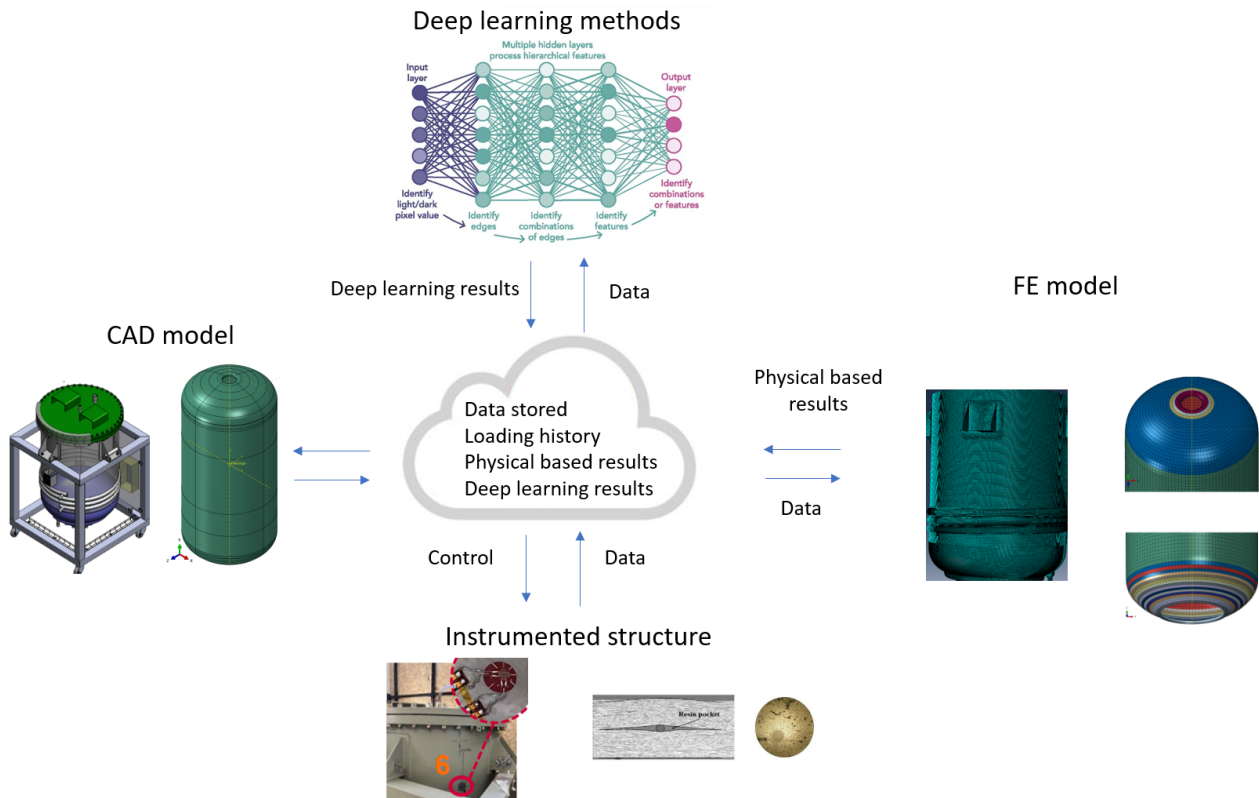 Deep learning methods
Multiple hidden layers
process hierarchical features
Input
layer
Output
layer
Identify
light/dark
pixel value
Identify
edges
Identify
combinations
of edges
Identify
features
Identify
combinations
or features
Deep learning results
Data
FE model
CAD model
Physical based
results
Data stored
Loading history
Physical based results
Deep learning results
Data
Control
Data
Instrumented structure
6
Resin pocket